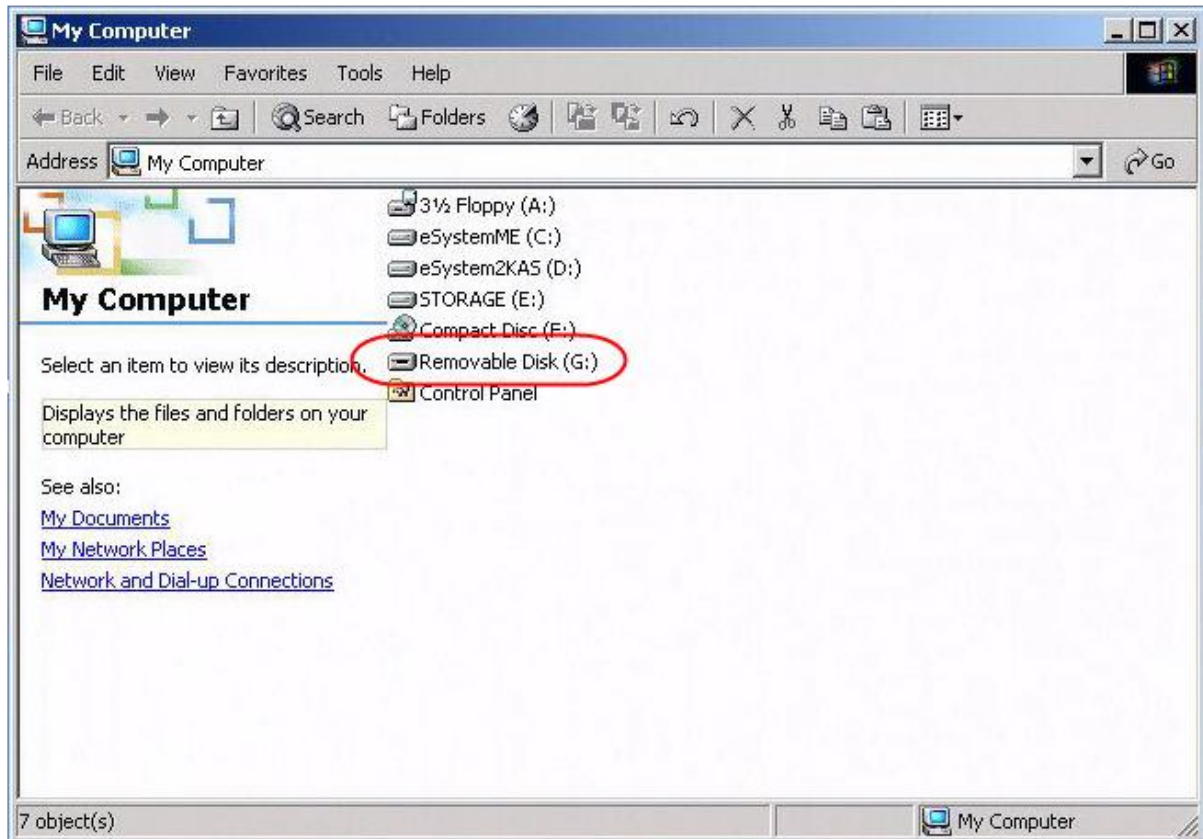 My Computer
File Edit View Favorites Tools Help
Back Search Folders
Address My Computer Go
My Computer
Select an item to view its description.
Displays the files and folders on your
computer
See also:
My Documents
My Network Places
Network and Dial-up Connections
3½ Floppy (A:)
eSystemME (C:)
eSystem2KAS (D:)
STORAGE (E:)
Compact Disc (F:)
Removable Disk (G:)
Control Panel
7 object(s) My Computer